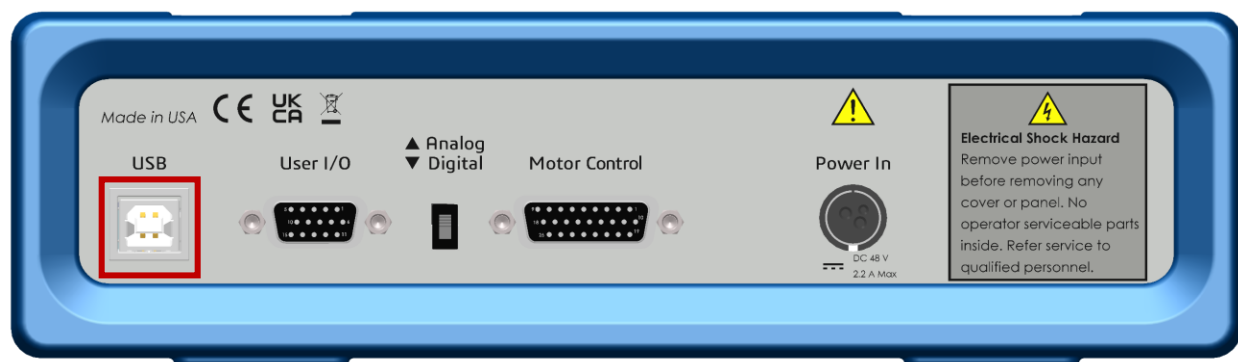 Made in USA CE UK CA
▲ Analog
▼ Digital
USB User I/O Motor Control Power In
DC 48 V
2.2 A Max
Electrical Shock Hazard
Remove power input
before removing any
cover or panel. No
operator serviceable parts
inside. Refer service to
qualified personnel.